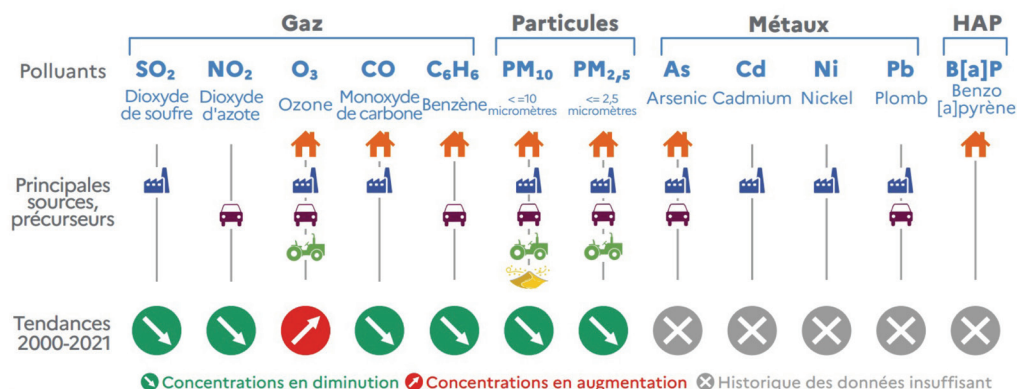 Gaz Particules Métaux HAP
Polluants SO₂ NO₂ O₃ CO C₆H₆ PM₁₀ PM₂,₅ As Cd Ni Pb B[a]P
Dioxyde de soufre
Dioxyde d'azote
Ozone
Monoxyde de carbone
Benzène
<=10 micromètres
<= 2,5 micromètres
Arsenic
Cadmium
Nickel
Plomb
Benzo [a]pyrène
Principales
sources,
précurseurs
Tendances
2000-2021
Concentrations en diminution Concentrations en augmentation Historique des données insuffisant